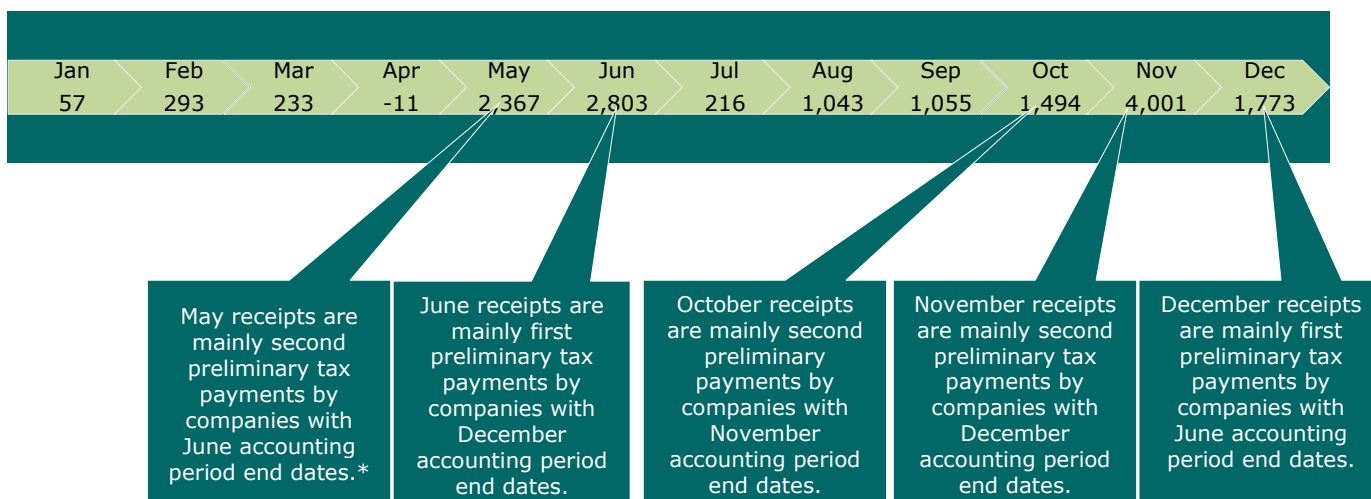 Jan Feb Mar Apr May Jun Jul Aug Sep Oct Nov Dec
57 293 233 -11 2,367 2,803 216 1,043 1,055 1,494 4,001 1,773
May receipts are
mainly second
preliminary tax
payments by
companies with
June accounting
period end dates.*
June receipts are
mainly first
preliminary tax
payments by
companies with
December
accounting period
end dates.
October receipts
are mainly second
preliminary
payments by
companies with
November
accounting period
end dates.
November receipts
are mainly second
preliminary tax
payments by
companies with
December
accounting period
end dates.
December receipts
are mainly first
preliminary tax
payments by
companies with
June accounting
period end dates.